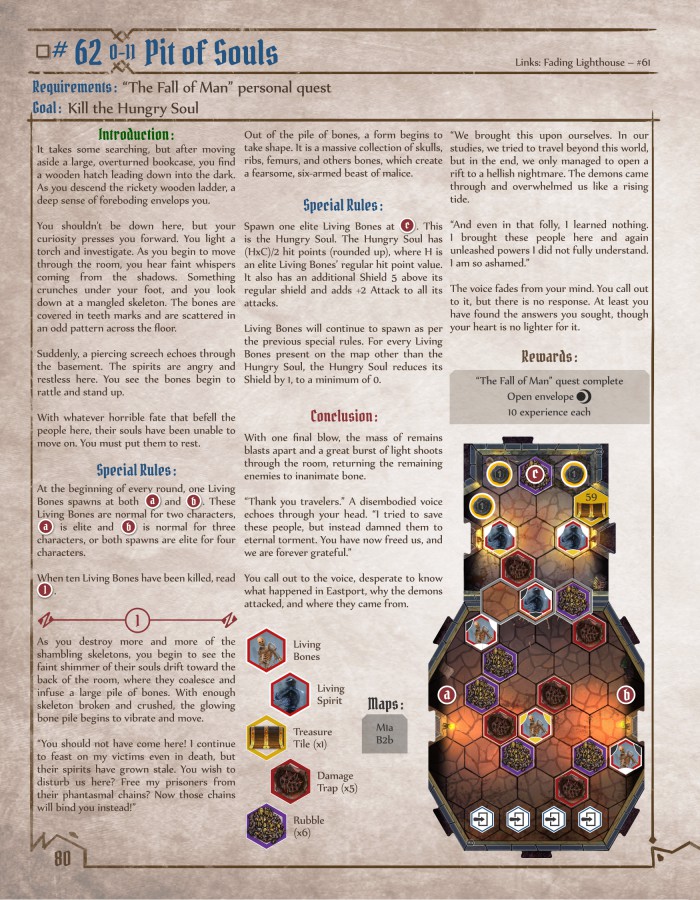 # 62 O-11 Pit of Souls
Links: Fading Lighthouse – #61
Requirements: “The Fall of Man” personal quest
Goal: Kill the Hungry Soul
Introduction:
It takes some searching, but after moving
aside a large, overturned bookcase, you find
a wooden hatch leading down into the dark.
As you descend the rickety wooden ladder, a
deep sense of foreboding envelops you.
You shouldn't be down here, but your
curiosity presses you forward. You light a
torch and investigate. As you begin to move
through the room, you hear faint whispers
coming from the shadows. Something
crunches under your foot, and you look
down at a mangled skeleton. The bones are
covered in teeth marks and are scattered in
an odd pattern across the floor.
Suddenly, a piercing screech echoes through
the basement. The spirits are angry and
restless here. You see the bones begin to
rattle and stand up.
With whatever horrible fate that befell the
people here, their souls have been unable to
move on. You must put them to rest.
Special Rules:
At the beginning of every round, one Living
Bones spawns at both a and b. These
Living Bones are normal for two characters,
a is elite and b is normal for three
characters, or both spawns are elite for four
characters.
When ten Living Bones have been killed, read
1.
1
As you destroy more and more of the
shambling skeletons, you begin to see the
faint shimmer of their souls drift toward the
back of the room, where they coalesce and
infuse a large pile of bones. With enough
skeleton broken and crushed, the glowing
bone pile begins to vibrate and move.
“You should not have come here! I continue
to feast on my victims even in death, but
their spirits have grown stale. You wish to
disturb us here? Free my prisoners from
their phantasmal chains? Now those chains
will bind you instead!”
Out of the pile of bones, a form begins to
take shape. It is a massive collection of skulls,
ribs, femurs, and others bones, which create
a fearsome, six-armed beast of malice.
Special Rules:
Spawn one elite Living Bones at c. This
is the Hungry Soul. The Hungry Soul has
(HxC)/2 hit points (rounded up), where H is
an elite Living Bones' regular hit point value.
It also has an additional Shield 5 above its
regular shield and adds +2 Attack to all its
attacks.
Living Bones will continue to spawn as per
the previous special rules. For every Living
Bones present on the map other than the
Hungry Soul, the Hungry Soul reduces its
Shield by 1, to a minimum of 0.
Conclusion:
With one final blow, the mass of remains
blasts apart and a great burst of light shoots
through the room, returning the remaining
enemies to inanimate bone.
“Thank you travelers.” A disembodied voice
echoes through your head. “I tried to save
these people, but instead damned them to
eternal torment. You have now freed us, and
we are forever grateful.”
You call out to the voice, desperate to know
what happened in Eastport, why the demons
attacked, and where they came from.
Living
Bones
Living
Spirit
Treasure
Tile (x1)
Damage
Trap (x5)
Rubble
(x6)
Maps:
M1a
B2b
“We brought this upon ourselves. In our
studies, we tried to travel beyond this world,
but in the end, we only managed to open a
rift to a hellish nightmare. The demons came
through and overwhelmed us like a rising
tide.
“And even in that folly, I learned nothing.
I brought these people here and again
unleashed powers I did not fully understand.
I am so ashamed.”
The voice fades from your mind. You call out
to it, but there is no response. At least you
have found the answers you sought, though
your heart is no lighter for it.
Rewards:
“The Fall of Man” quest complete
Open envelope
10 experience each
c
59
a
b
80